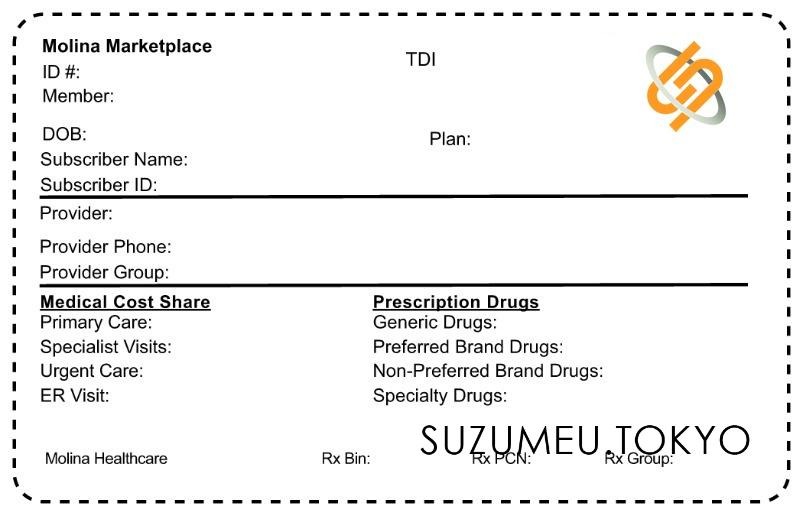 Molina Marketplace
TDI
ID #:
Member:
DOB:
Plan:
Subscriber Name:
Subscriber ID:
Provider:
Provider Phone:
Provider Group:
Medical Cost Share
Primary Care:
Specialist Visits:
Urgent Care:
ER Visit:
Prescription Drugs
Generic Drugs:
Preferred Brand Drugs:
Non-Preferred Brand Drugs:
Specialty Drugs:
SUZUMEU.TOKYO
Molina Healthcare Rx Bin: Rx PCN: Rx Group: